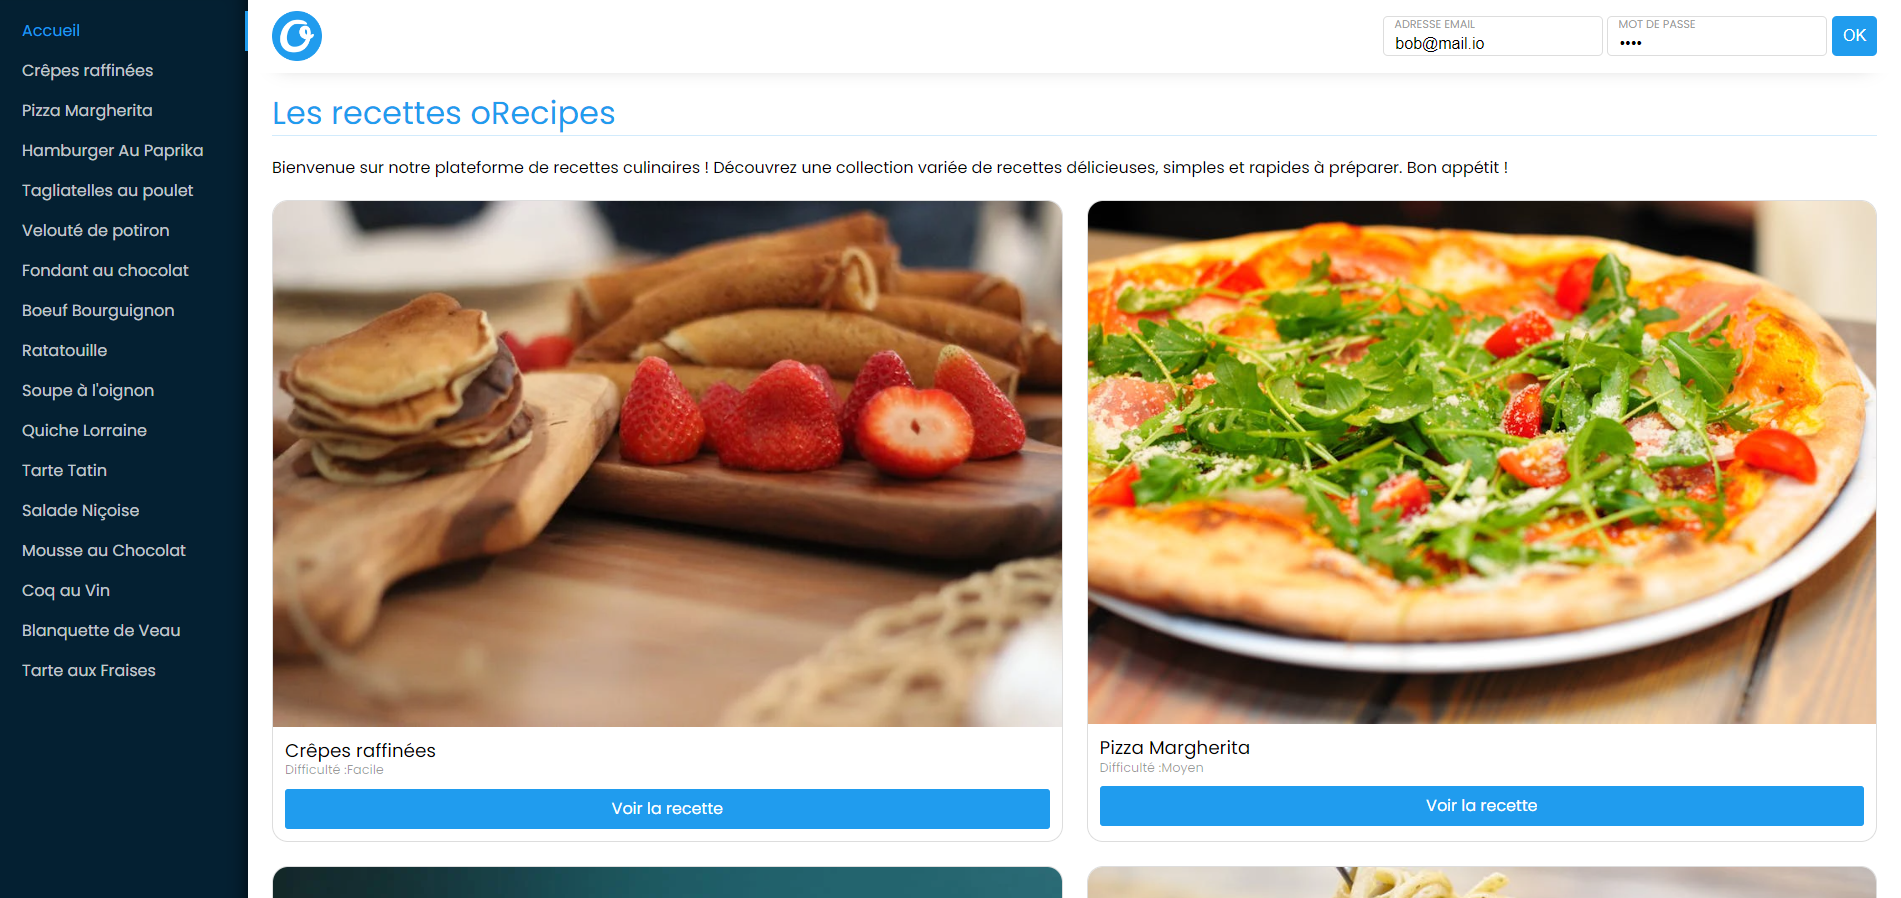 Accueil
Crêpes raffinées
Pizza Margherita
Hamburger Au Paprika
Tagliatelles au poulet
Velouté de potiron
Fondant au chocolat
Boeuf Bourguignon
Ratatouille
Soupe à l'oignon
Quiche Lorraine
Tarte Tatin
Salade Niçoise
Mousse au Chocolat
Coq au Vin
Blanquette de Veau
Tarte aux Fraises
ADRESSE EMAIL
bob@mail.io
MOT DE PASSE
••••
OK
Les recettes oRecipes
Bienvenue sur notre plateforme de recettes culinaires ! Découvrez une collection variée de recettes délicieuses, simples et rapides à préparer. Bon appétit !
Crêpes raffinées
Difficulté :Facile
Voir la recette
Pizza Margherita
Difficulté :Moyen
Voir la recette